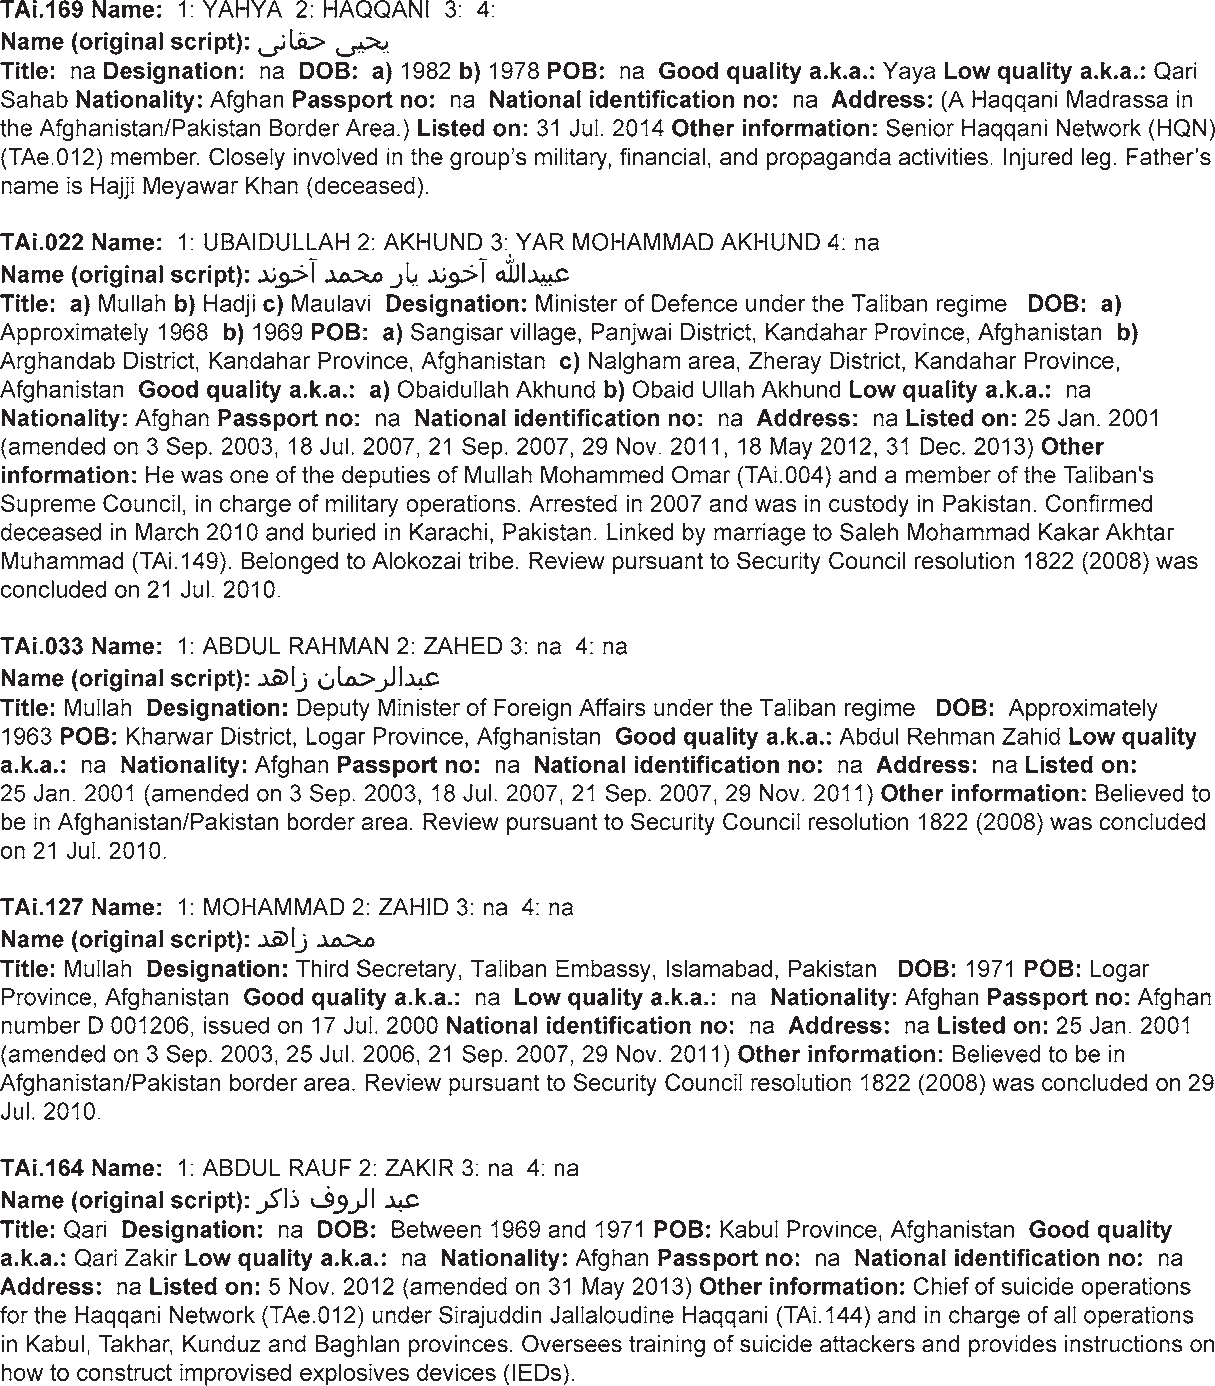 TAi.169 Name: 1: YAHYA 2: HAQQANI 3: 4:
Name (original script): یحیی حقانی
Title: na Designation: na DOB: a) 1982 b) 1978 POB: na Good quality a.k.a.: Yaya Low quality a.k.a.: Qari
Sahab Nationality: Afghan Passport no: na National identification no: na Address: (A Haqqani Madrassa in
the Afghanistan/Pakistan Border Area.) Listed on: 31 Jul. 2014 Other information: Senior Haqqani Network (HQN)
(TAe.012) member. Closely involved in the group's military, financial, and propaganda activities. Injured leg. Father's
name is Hajji Meyawar Khan (deceased).
TAi.022 Name: 1: UBAIDULLAH 2: AKHUND 3: YAR MOHAMMAD AKHUND 4: na
Name (original script): عبيدالله آخوند یار محمد آخوند
Title: a) Mullah b) Hadji c) Maulavi Designation: Minister of Defence under the Taliban regime DOB: a)
Approximately 1968 b) 1969 POB: a) Sangisar village, Panjwai District, Kandahar Province, Afghanistan b)
Arghandab District, Kandahar Province, Afghanistan c) Nalgham area, Zheray District, Kandahar Province,
Afghanistan Good quality a.k.a.: a) Obaidullah Akhund b) Obaid Ullah Akhund Low quality a.k.a.: na
Nationality: Afghan Passport no: na National identification no: na Address: na Listed on: 25 Jan. 2001
(amended on 3 Sep. 2003, 18 Jul. 2007, 21 Sep. 2007, 29 Nov. 2011, 18 May 2012, 31 Dec. 2013) Other
information: He was one of the deputies of Mullah Mohammed Omar (TAi.004) and a member of the Taliban's
Supreme Council, in charge of military operations. Arrested in 2007 and was in custody in Pakistan. Confirmed
deceased in March 2010 and buried in Karachi, Pakistan. Linked by marriage to Saleh Mohammad Kakar Akhtar
Muhammad (TAi.149). Belonged to Alokozai tribe. Review pursuant to Security Council resolution 1822 (2008) was
concluded on 21 Jul. 2010.
TAi.033 Name: 1: ABDUL RAHMAN 2: ZAHED 3: na 4: na
Name (original script): عبدالرحمان زاهد
Title: Mullah Designation: Deputy Minister of Foreign Affairs under the Taliban regime DOB: Approximately
1963 POB: Kharwar District, Logar Province, Afghanistan Good quality a.k.a.: Abdul Rehman Zahid Low quality
a.k.a.: na Nationality: Afghan Passport no: na National identification no: na Address: na Listed on:
25 Jan. 2001 (amended on 3 Sep. 2003, 18 Jul. 2007, 21 Sep. 2007, 29 Nov. 2011) Other information: Believed to
be in Afghanistan/Pakistan border area. Review pursuant to Security Council resolution 1822 (2008) was concluded
on 21 Jul. 2010.
TAi.127 Name: 1: MOHAMMAD 2: ZAHID 3: na 4: na
Name (original script): محمد زاهد
Title: Mullah Designation: Third Secretary, Taliban Embassy, Islamabad, Pakistan DOB: 1971 POB: Logar
Province, Afghanistan Good quality a.k.a.: na Low quality a.k.a.: na Nationality: Afghan Passport no: Afghan
number D 001206, issued on 17 Jul. 2000 National identification no: na Address: na Listed on: 25 Jan. 2001
(amended on 3 Sep. 2003, 25 Jul. 2006, 21 Sep. 2007, 29 Nov. 2011) Other information: Believed to be in
Afghanistan/Pakistan border area. Review pursuant to Security Council resolution 1822 (2008) was concluded on 29
Jul. 2010.
TAi.164 Name: 1: ABDUL RAUF 2: ZAKIR 3: na 4: na
Name (original script): عبد الروف ذاکر
Title: Qari Designation: na DOB: Between 1969 and 1971 POB: Kabul Province, Afghanistan Good quality
a.k.a.: Qari Zakir Low quality a.k.a.: na Nationality: Afghan Passport no: na National identification no: na
Address: na Listed on: 5 Nov. 2012 (amended on 31 May 2013) Other information: Chief of suicide operations
for the Haqqani Network (TAe.012) under Sirajuddin Jallaloudine Haqqani (TAi.144) and in charge of all operations
in Kabul, Takhar, Kunduz and Baghlan provinces. Oversees training of suicide attackers and provides instructions on
how to construct improvised explosives devices (IEDs).